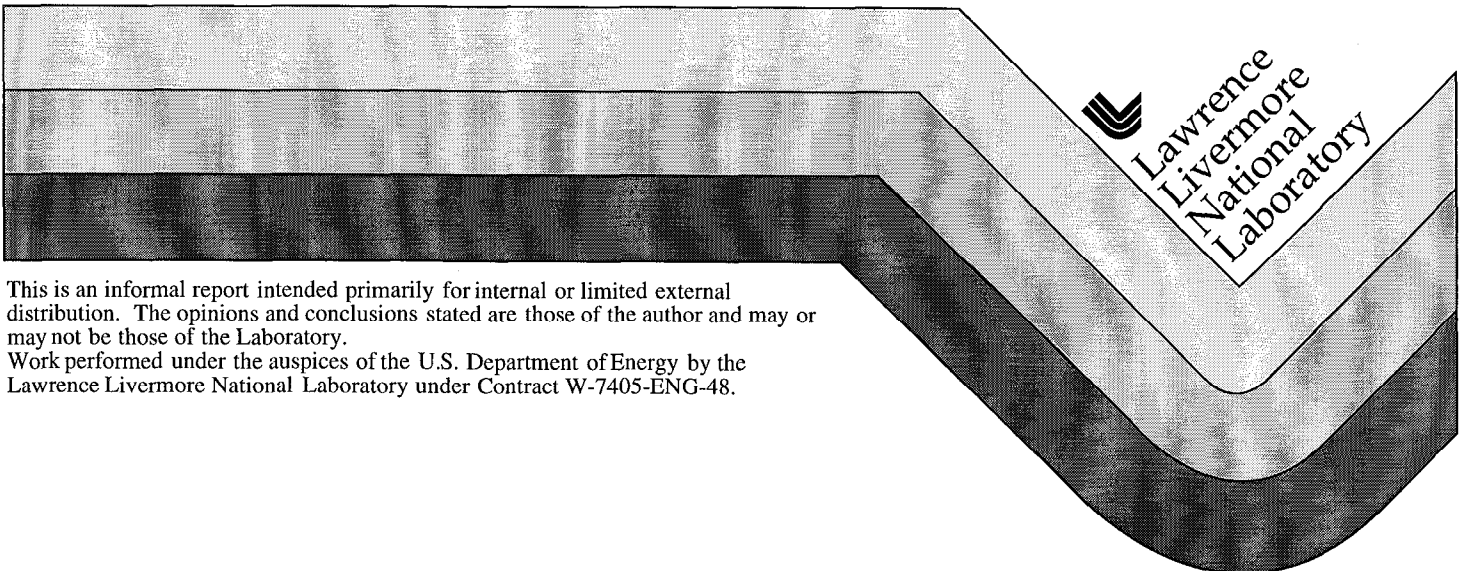 Lawrence
Livermore
National
Laboratory
This is an informal report intended primarily for internal or limited external
distribution. The opinions and conclusions stated are those of the author and may or
may not be those of the Laboratory.
Work performed under the auspices of the U.S. Department of Energy by the
Lawrence Livermore National Laboratory under Contract W-7405-ENG-48.